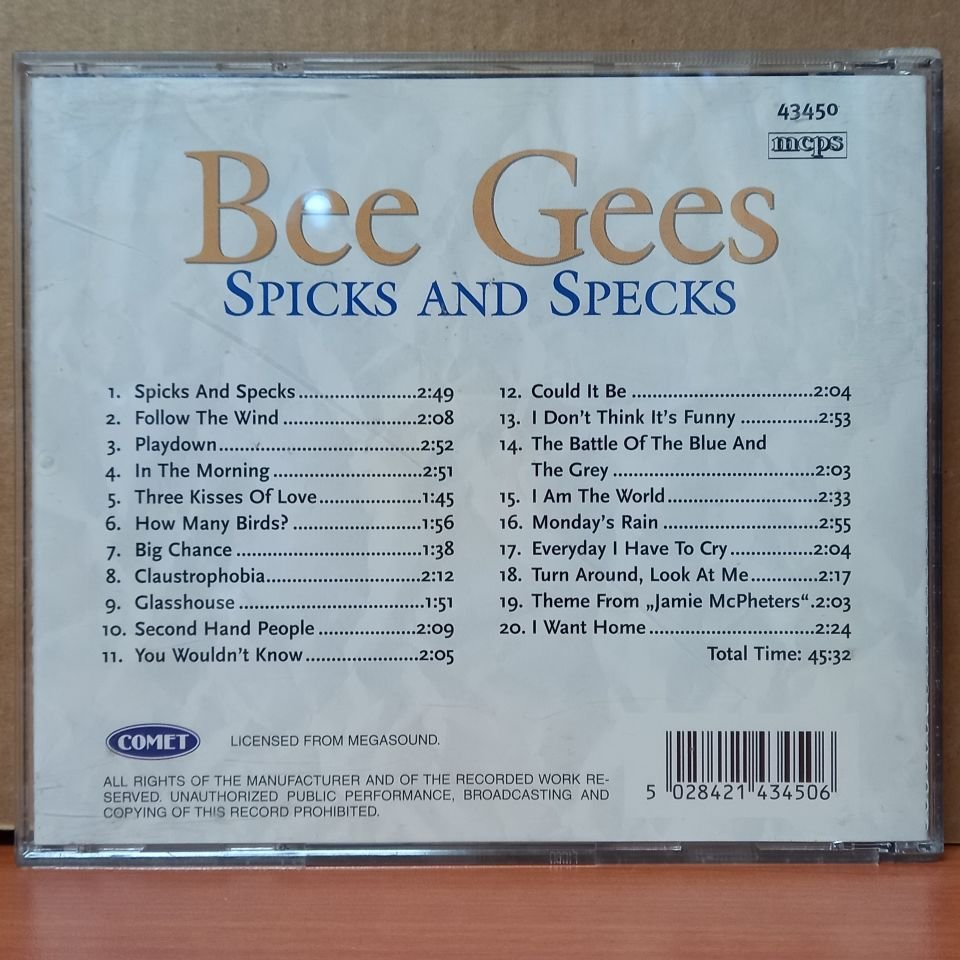 43450
mcps
Bee Gees
SPICKS AND SPECKS
1. Spicks And Specks....................2:49
2. Follow The Wind.......................2:08
3. Playdown..................................2:52
4. In The Morning.........................2:51
5. Three Kisses Of Love.................1:45
6. How Many Birds?.....................1:56
7. Big Chance................................1:38
8. Claustrophobia..........................2:12
9. Glasshouse................................1:51
10. Second Hand People................2:09
11. You Wouldn't Know..................2:05
12. Could It Be...............................2:04
13. I Don't Think It's Funny.............2:53
14. The Battle Of The Blue And
The Grey..................................2:03
15. I Am The World.........................2:33
16. Monday's Rain..........................2:55
17. Everyday I Have To Cry..............2:04
18. Turn Around, Look At Me...........2:17
19. Theme From „Jamie McPheters“.2:03
20. I Want Home............................2:24
Total Time: 45:32
COMET
LICENSED FROM MEGASOUND.
ALL RIGHTS OF THE MANUFACTURER AND OF THE RECORDED WORK RE-
SERVED. UNAUTHORIZED PUBLIC PERFORMANCE, BROADCASTING AND
COPYING OF THIS RECORD PROHIBITED.
5 028421 434506